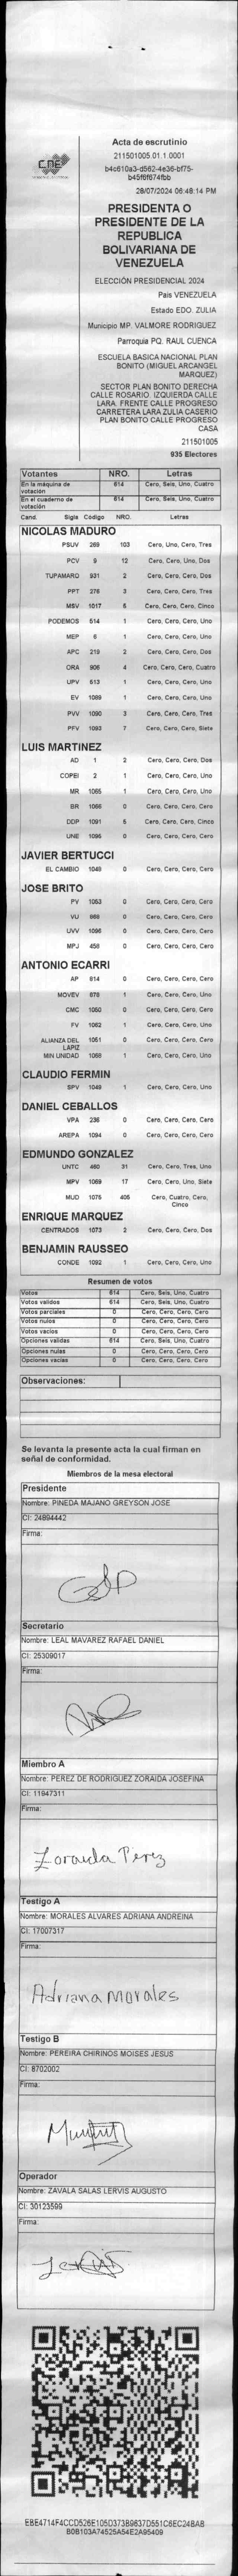 CNE
Acta de escrutinio
211501005.01.1.0001
b4c610a3-d562-4e36-bf75-
b45f6f674fbb
28/07/2024 06:48:14 PM
PRESIDENTA O
PRESIDENTE DE LA
REPUBLICA
BOLIVARIANA DE
VENEZUELA
ELECCIÓN PRESIDENCIAL 2024
Pais VENEZUELA
Estado EDO. ZULIA
Municipio MP. VALMORE RODRIGUEZ
Parroquia PQ. RAUL CUENCA
ESCUELA BASICA NACIONAL PLAN
BONITO (MIGUEL ARCANGEL
MARQUEZ)
SECTOR PLAN BONITO DERECHA
CALLE ROSARIO. IZQUIERDA CALLE
LARA. FRENTE CALLE PROGRESO
CARRETERA LARA ZULIA CASERIO
PLAN BONITO CALLE PROGRESO
CASA
211501005
935 Electores
Votantes NRO. Letras
En la máquina de votación 614 Cero, Seis, Uno, Cuatro
En el cuaderno de votación 614 Cero, Seis, Uno, Cuatro
Cand. Sigla Código NRO. Letras
NICOLAS MADURO
PSUV 269 103 Cero, Uno, Cero, Tres
PCV 9 12 Cero, Cero, Uno, Dos
TUPAMARO 931 2 Cero, Cero, Cero, Dos
PPT 276 3 Cero, Cero, Cero, Tres
MSV 1017 5 Cero, Cero, Cero, Cinco
PODEMOS 514 1 Cero, Cero, Cero, Uno
MEP 6 1 Cero, Cero, Cero, Uno
APC 219 2 Cero, Cero, Cero, Dos
ORA 906 4 Cero, Cero, Cero, Cuatro
UPV 513 1 Cero, Cero, Cero, Uno
EV 1089 1 Cero, Cero, Cero, Uno
PVV 1090 3 Cero, Cero, Cero, Tres
PFV 1093 7 Cero, Cero, Cero, Siete
LUIS MARTINEZ
AD 1 2 Cero, Cero, Cero, Dos
COPEI 2 1 Cero, Cero, Cero, Uno
MR 1065 1 Cero, Cero, Cero, Uno
BR 1066 0 Cero, Cero, Cero, Cero
DDP 1091 5 Cero, Cero, Cero, Cinco
UNE 1095 0 Cero, Cero, Cero, Cero
JAVIER BERTUCCI
EL CAMBIO 1048 0 Cero, Cero, Cero, Cero
JOSE BRITO
PV 1053 0 Cero, Cero, Cero, Cero
VU 868 0 Cero, Cero, Cero, Cero
UVV 1096 0 Cero, Cero, Cero, Cero
MPJ 458 0 Cero, Cero, Cero, Cero
ANTONIO ECARRI
AP 814 0 Cero, Cero, Cero, Cero
MOVEV 678 1 Cero, Cero, Cero, Uno
CMC 1050 0 Cero, Cero, Cero, Cero
FV 1062 1 Cero, Cero, Cero, Uno
ALIANZA DEL LAPIZ 1051 0 Cero, Cero, Cero, Cero
MIN UNIDAD 1068 1 Cero, Cero, Cero, Uno
CLAUDIO FERMIN
SPV 1049 1 Cero, Cero, Cero, Uno
DANIEL CEBALLOS
VPA 236 0 Cero, Cero, Cero, Cero
AREPA 1094 0 Cero, Cero, Cero, Cero
EDMUNDO GONZALEZ
UNTC 460 31 Cero, Cero, Tres, Uno
MPV 1069 17 Cero, Cero, Uno, Siete
MUD 1075 405 Cero, Cuatro, Cero, Cinco
ENRIQUE MARQUEZ
CENTRADOS 1073 2 Cero, Cero, Cero, Dos
BENJAMIN RAUSSEO
CONDE 1092 1 Cero, Cero, Cero, Uno
Resumen de votos
Votos 614 Cero, Seis, Uno, Cuatro
Votos validos 614 Cero, Seis, Uno, Cuatro
Votos parciales 0 Cero, Cero, Cero, Cero
Votos nulos 0 Cero, Cero, Cero, Cero
Votos vacios 0 Cero, Cero, Cero, Cero
Opciones validas 614 Cero, Seis, Uno, Cuatro
Opciones nulas 0 Cero, Cero, Cero, Cero
Opciones vacias 0 Cero, Cero, Cero, Cero
Observaciones:
Se levanta la presente acta la cual firman en
señal de conformidad.
Miembros de la mesa electoral
Presidente
Nombre: PINEDA MAJANO GREYSON JOSE
CI: 24894442
Firma:
Secretario
Nombre: LEAL MAVAREZ RAFAEL DANIEL
CI: 25309017
Firma:
Miembro A
Nombre: PEREZ DE RODRIGUEZ ZORAIDA JOSEFINA
CI: 11947311
Firma:
Zoraida Pérez
Testigo A
Nombre: MORALES ALVARES ADRIANA ANDREINA
CI: 17007317
Firma:
Adriana Morales
Testigo B
Nombre: PEREIRA CHIRINOS MOISES JESUS
CI: 8702002
Firma:
Operador
Nombre: ZAVALA SALAS LERVIS AUGUSTO
CI: 30123599
Firma:
EBE4714F4CCD526E105D373B9837D551C6EC24BAB
B0B103A74525A54E2A95409